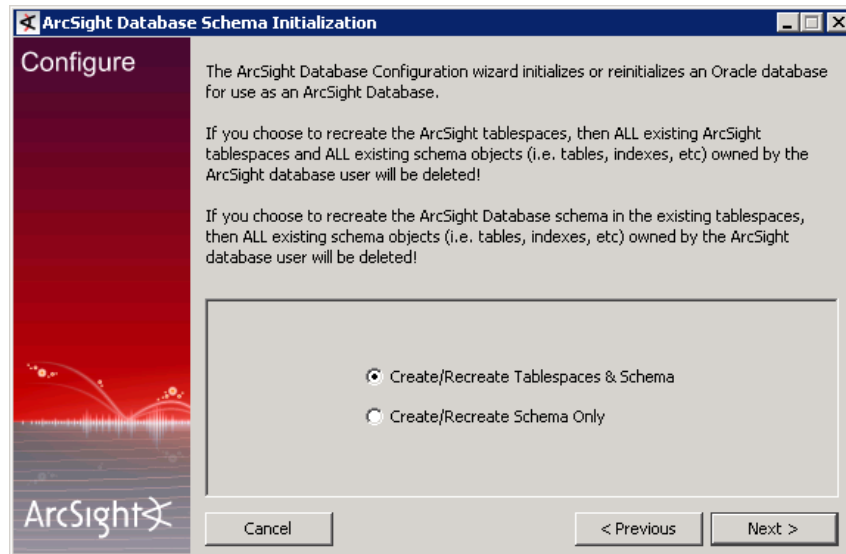 ArcSight Database Schema Initialization
Configure
The ArcSight Database Configuration wizard initializes or reinitializes an Oracle database
for use as an ArcSight Database.
If you choose to recreate the ArcSight tablespaces, then ALL existing ArcSight
tablespaces and ALL existing schema objects (i.e. tables, indexes, etc) owned by the
ArcSight database user will be deleted!
If you choose to recreate the ArcSight Database schema in the existing tablespaces,
then ALL existing schema objects (i.e. tables, indexes, etc) owned by the ArcSight
database user will be deleted!
Create/Recreate Tablespaces & Schema
Create/Recreate Schema Only
ArcSight
Cancel
< Previous
Next >